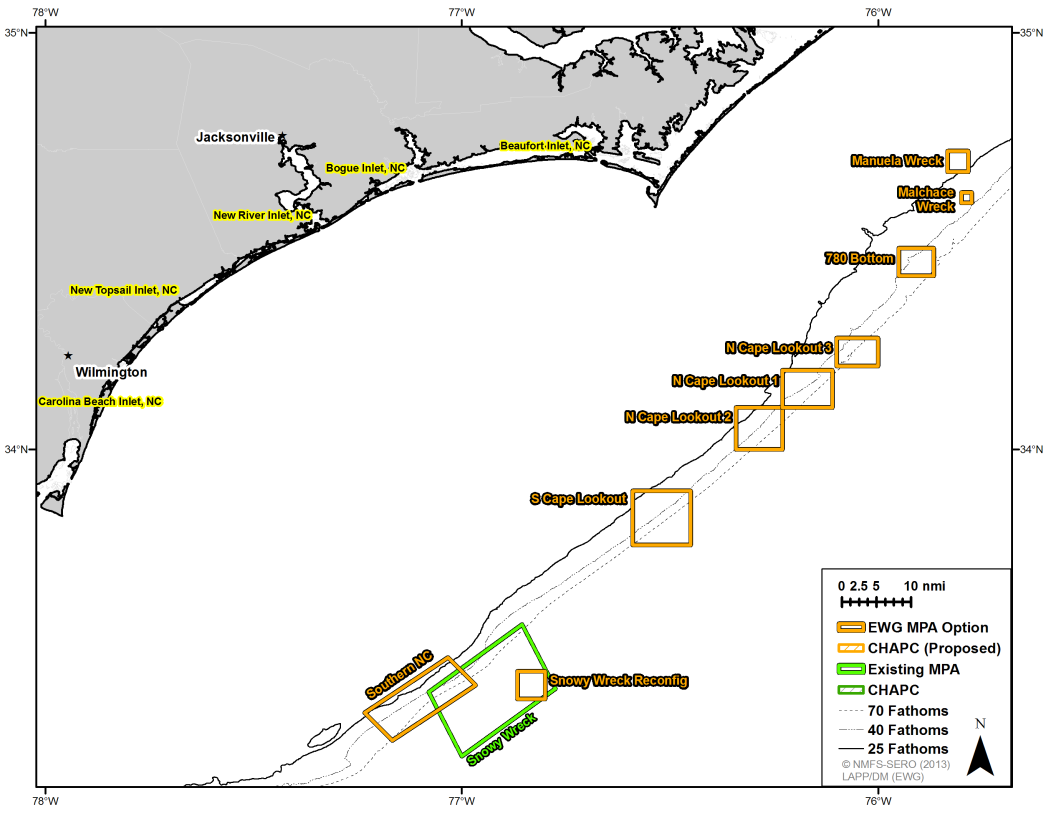 78°W
77°W
76°W
35°N
35°N
Jacksonville
Beaufort Inlet, NC
Manuela Wreck
Bogue Inlet, NC
Malchace
Wreck
New River Inlet, NC
780 Bottom
New Topsail Inlet, NC
N Cape Lookout 3
Wilmington
N Cape Lookout 1
Carolina Beach Inlet, NC
N Cape Lookout 2
34°N
34°N
S Cape Lookout
0 2.5 5 10 nmi
EWG MPA Option
CHAPC (Proposed)
Existing MPA
CHAPC
70 Fathoms
40 Fathoms
25 Fathoms
© NMFS-SERO (2013)
LAPP/DM (EWG)
N
Southern NC
Snowy Wreck Reconfig
Snowy Wreck
78°W
77°W
76°W